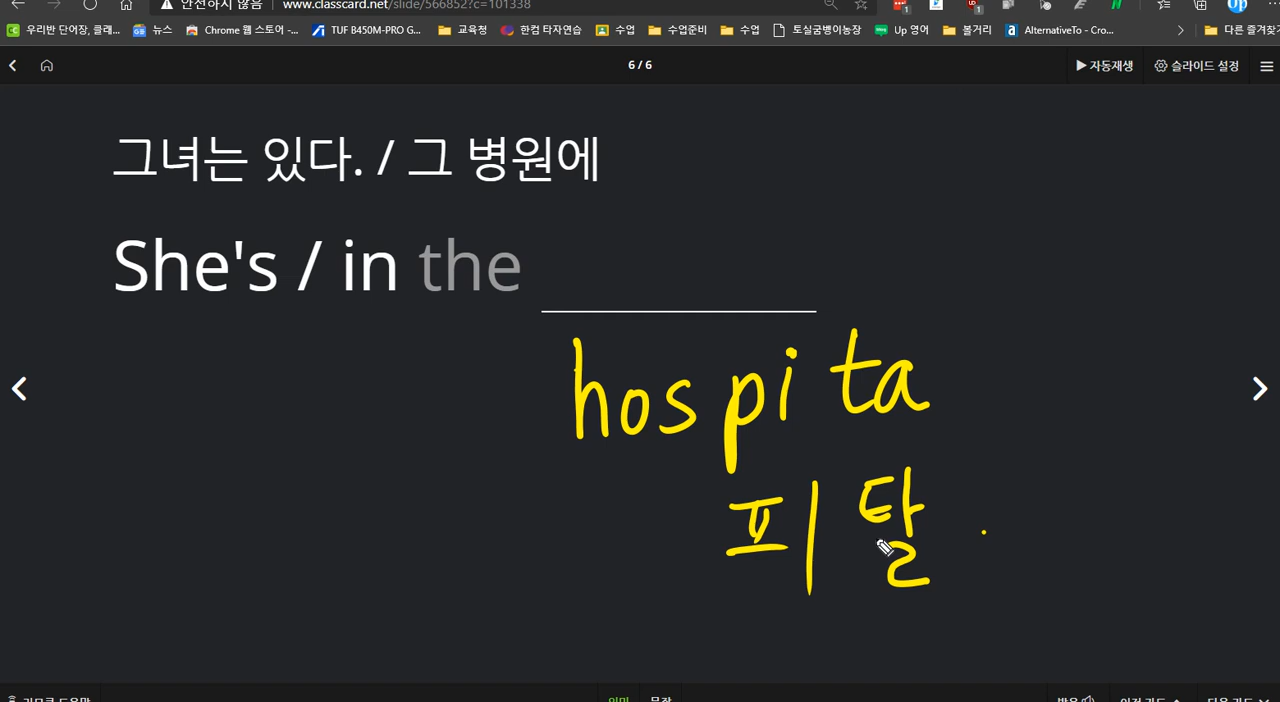 안전하지 않음 | www.classcard.net/slide/566852?c=101338
우리반 단어장, 클래... 뉴스 Chrome 웹 스토어 -... TUF B450M-PRO G... 교육청 한컴 타자연습 수업 수업준비 수업 토실굼벵이농장 Up 영어 볼거리 AlternativeTo - Cro... 다른 즐겨찾기
6 / 6 자동재생 슬라이드 설정
그녀는 있다. / 그 병원에
She's / in the
hospita
피탈